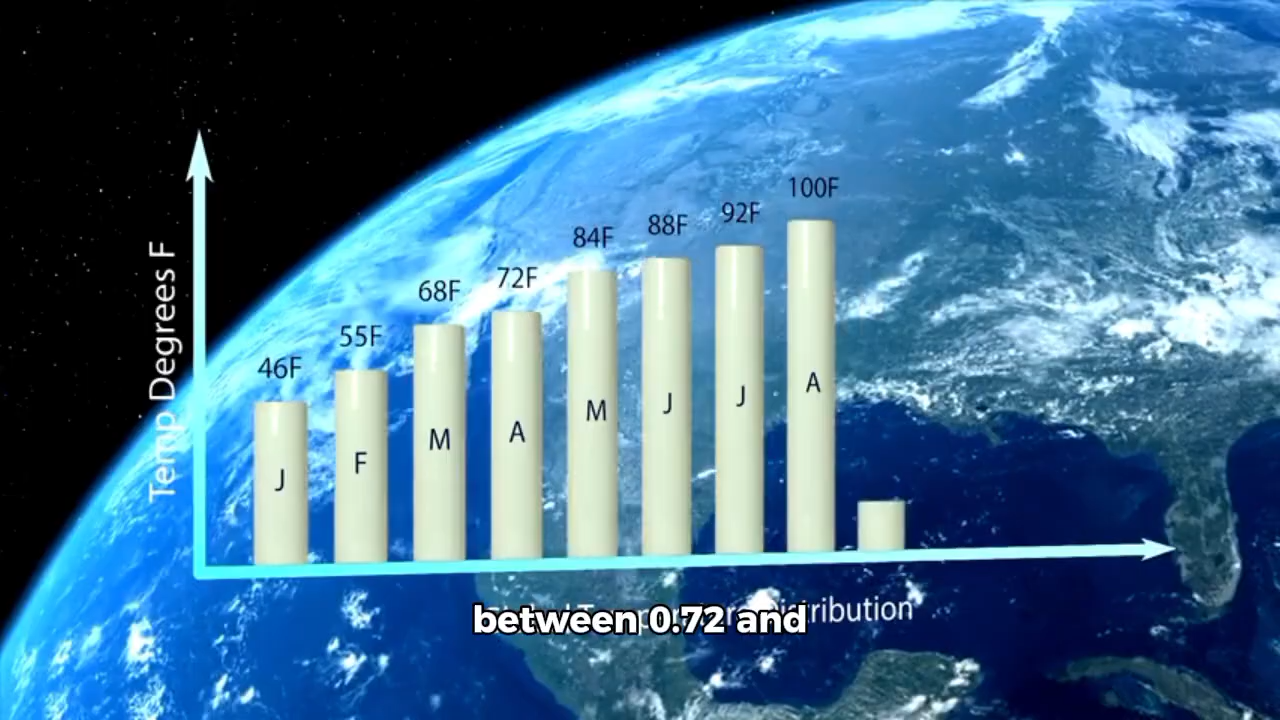 100F
92F
88F
84F
72F
68F
55F
46F
Temp Degrees F
J
F
M
A
M
J
J
A
between 0.72 and